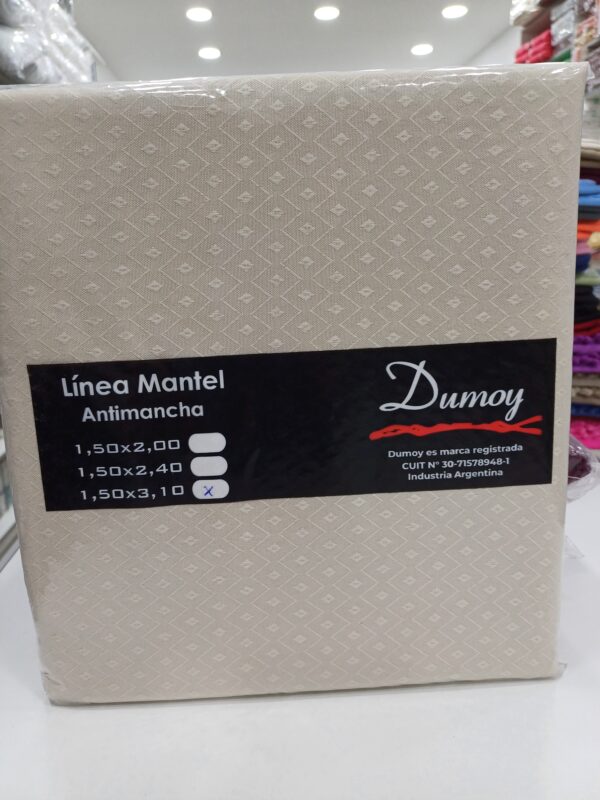 Línea Mantel
Antimancha
1,50x2,00
1,50x2,40
1,50x3,10 x
Dumoy
Dumoy es marca registrada
CUIT N° 30-71578948-1
Industria Argentina